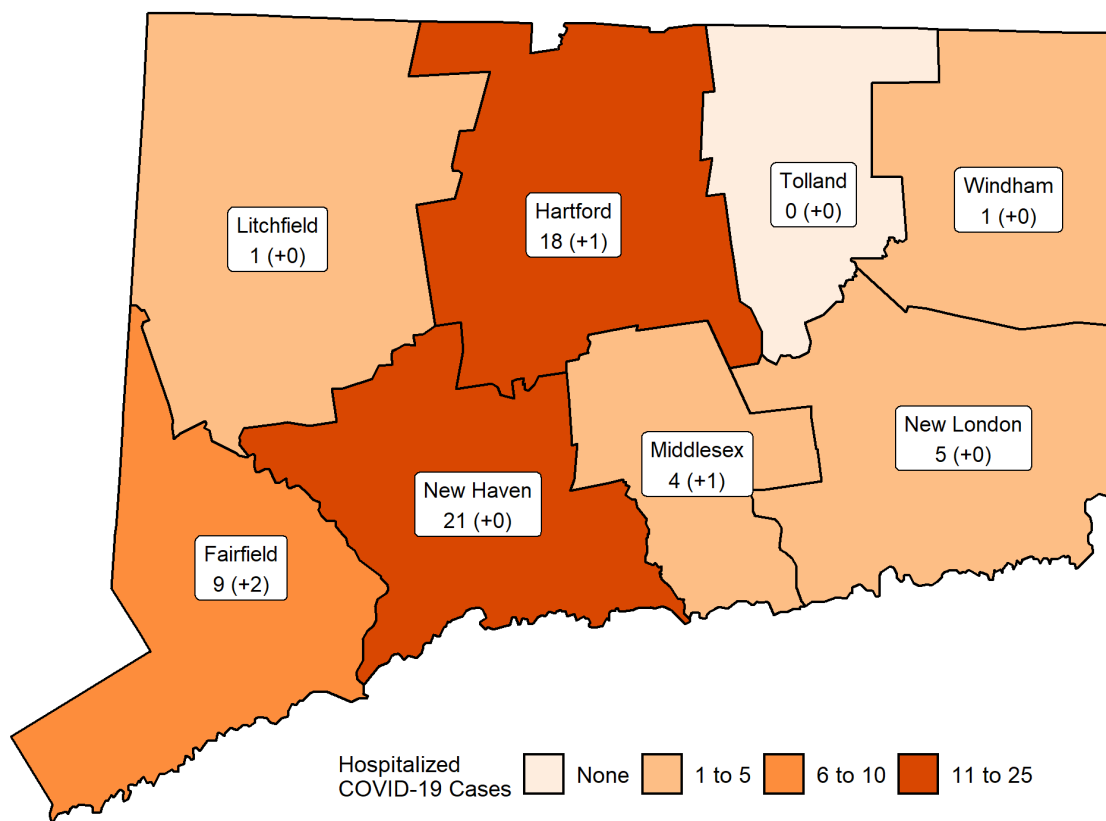 Tolland
0 (+0)
Windham
1 (+0)
Hartford
18 (+1)
Litchfield
1 (+0)
New London
5 (+0)
Middlesex
4 (+1)
New Haven
21 (+0)
Fairfield
9 (+2)
Hospitalized
COVID-19 Cases
None
1 to 5
6 to 10
11 to 25